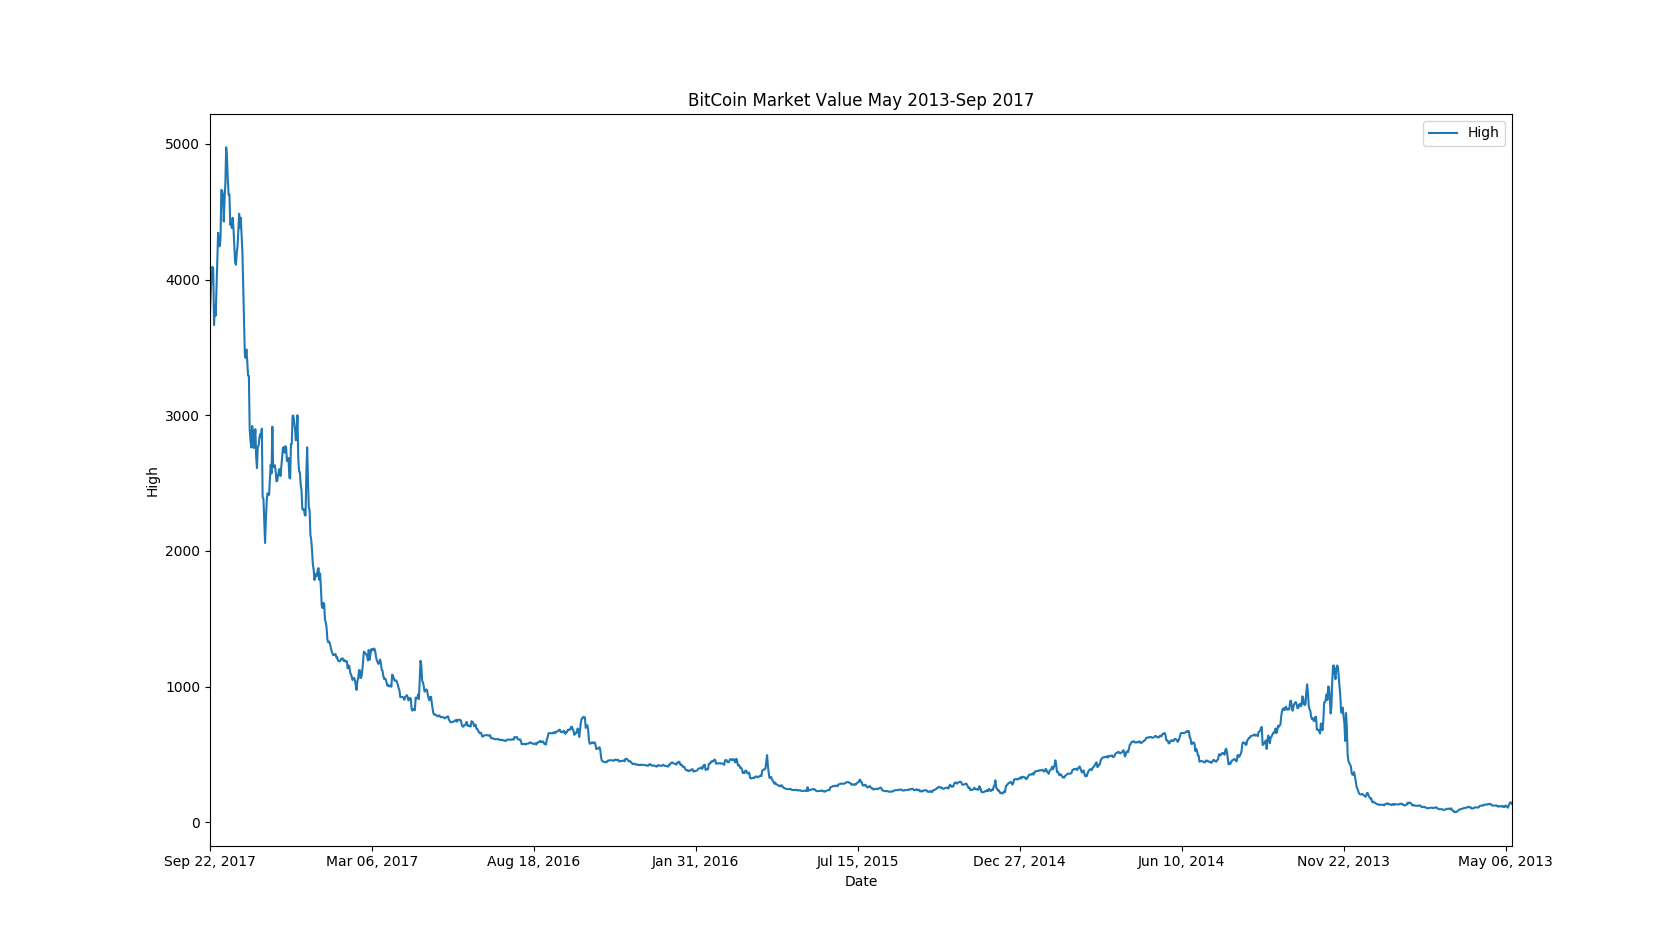 BitCoin Market Value May 2013-Sep 2017
High
5000
4000
3000
2000
1000
0
High
Sep 22, 2017 Mar 06, 2017 Aug 18, 2016 Jan 31, 2016 Jul 15, 2015 Dec 27, 2014 Jun 10, 2014 Nov 22, 2013 May 06, 2013
Date